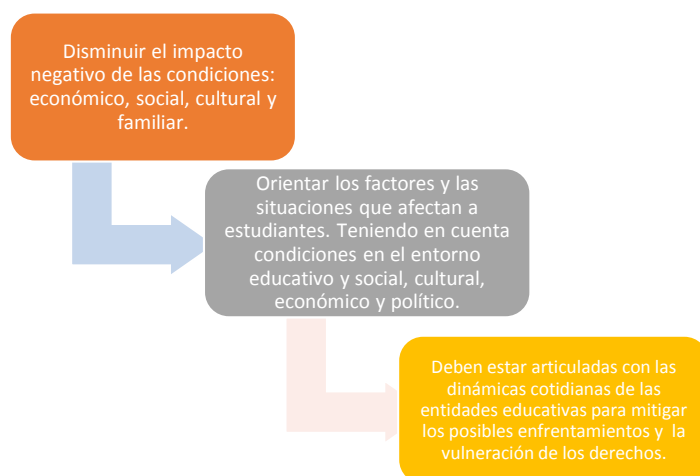 Disminuir el impacto
negativo de las condiciones:
económico, social, cultural y
familiar.
Orientar los factores y las
situaciones que afectan a
estudiantes. Teniendo en cuenta
condiciones en el entorno
educativo y social, cultural,
económico y político.
Deben estar articuladas con las
dinámicas cotidianas de las
entidades educativas para mitigar
los posibles enfrentamientos y la
vulneración de los derechos.